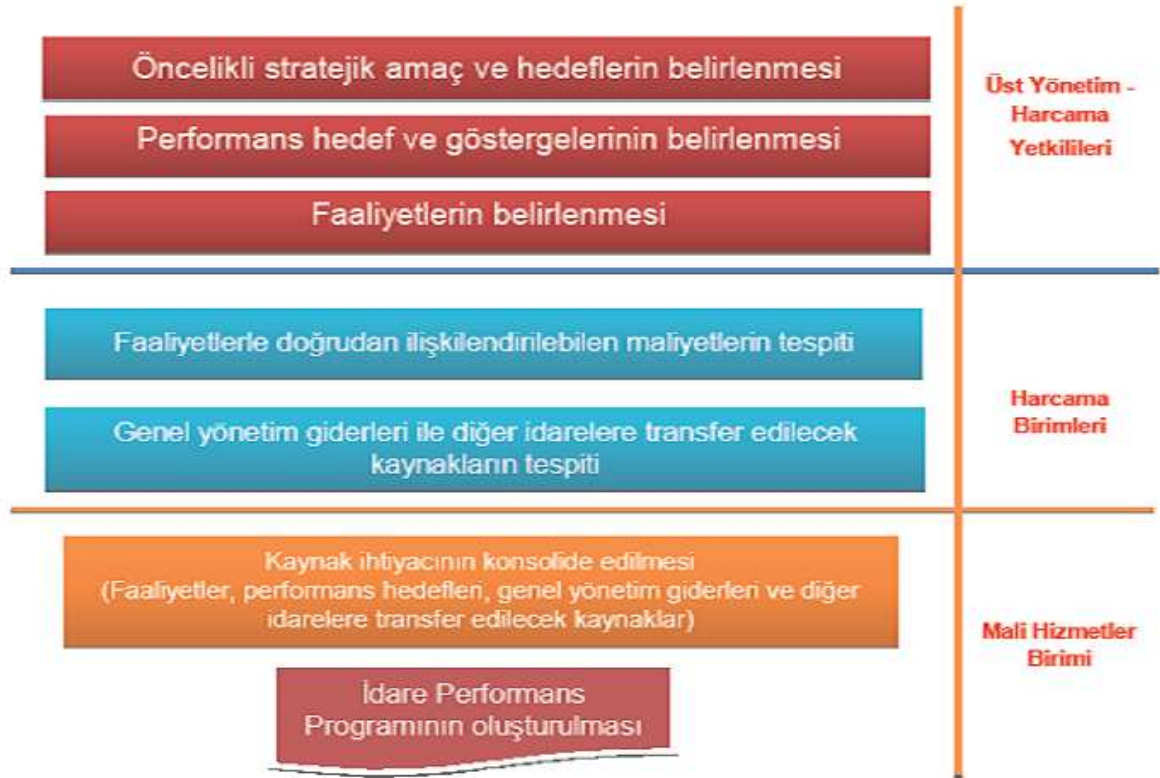 Öncelikli stratejik amaç ve hedeflerin belirlenmesi
Performans hedef ve göstergelerinin belirlenmesi
Faaliyetlerin belirlenmesi
Üst Yönetim -
Harcama
Yetkilileri
Faaliyetlerle doğrudan ilişkilendirilebilen maliyetlerin tespiti
Genel yönetim giderleri ile diğer idarelere transfer edilecek
kaynakların tespiti
Harcama
Birimleri
Kaynak ihtiyacının konsolide edilmesi
(Faaliyetler, performans hedefleri, genel yönetim giderleri ve diğer
idarelere transfer edilecek kaynaklar)
İdare Performans
Programının oluşturulması
Mali Hizmetler
Birimi